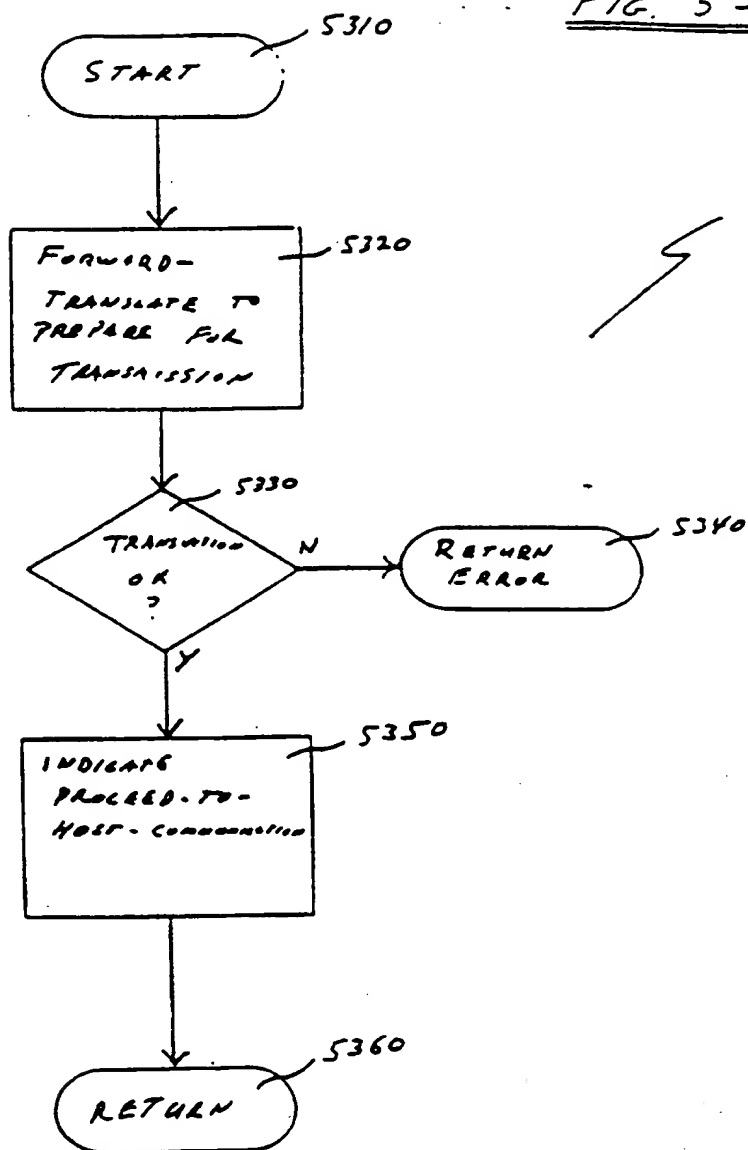 FIG. 5-
5310
START
5320
FORWARD-
TRANSLATE TO
PREPARE FOR
TRANSMISSION
5330
TRANSLATION
OK
?
N
Y
5340
RETURN
ERROR
5350
INDICATE
PROCEED-TO-
HOST-COMMUNICATION
5360
RETURN